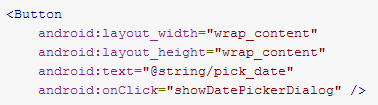 <Button
    android:layout_width="wrap_content"
    android:layout_height="wrap_content"
    android:text="@string/pick_date"
    android:onClick="showDatePickerDialog" />